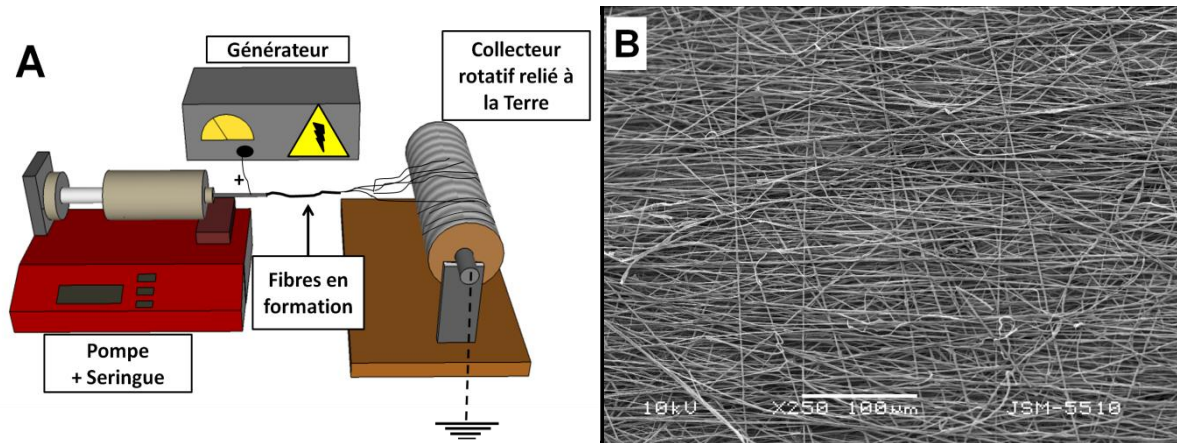 A
Générateur
Collecteur
rotatif relié à
la Terre
+
Fibres en
formation
Pompe
+ Seringue
B
10kV X250 100µm JSM-5510